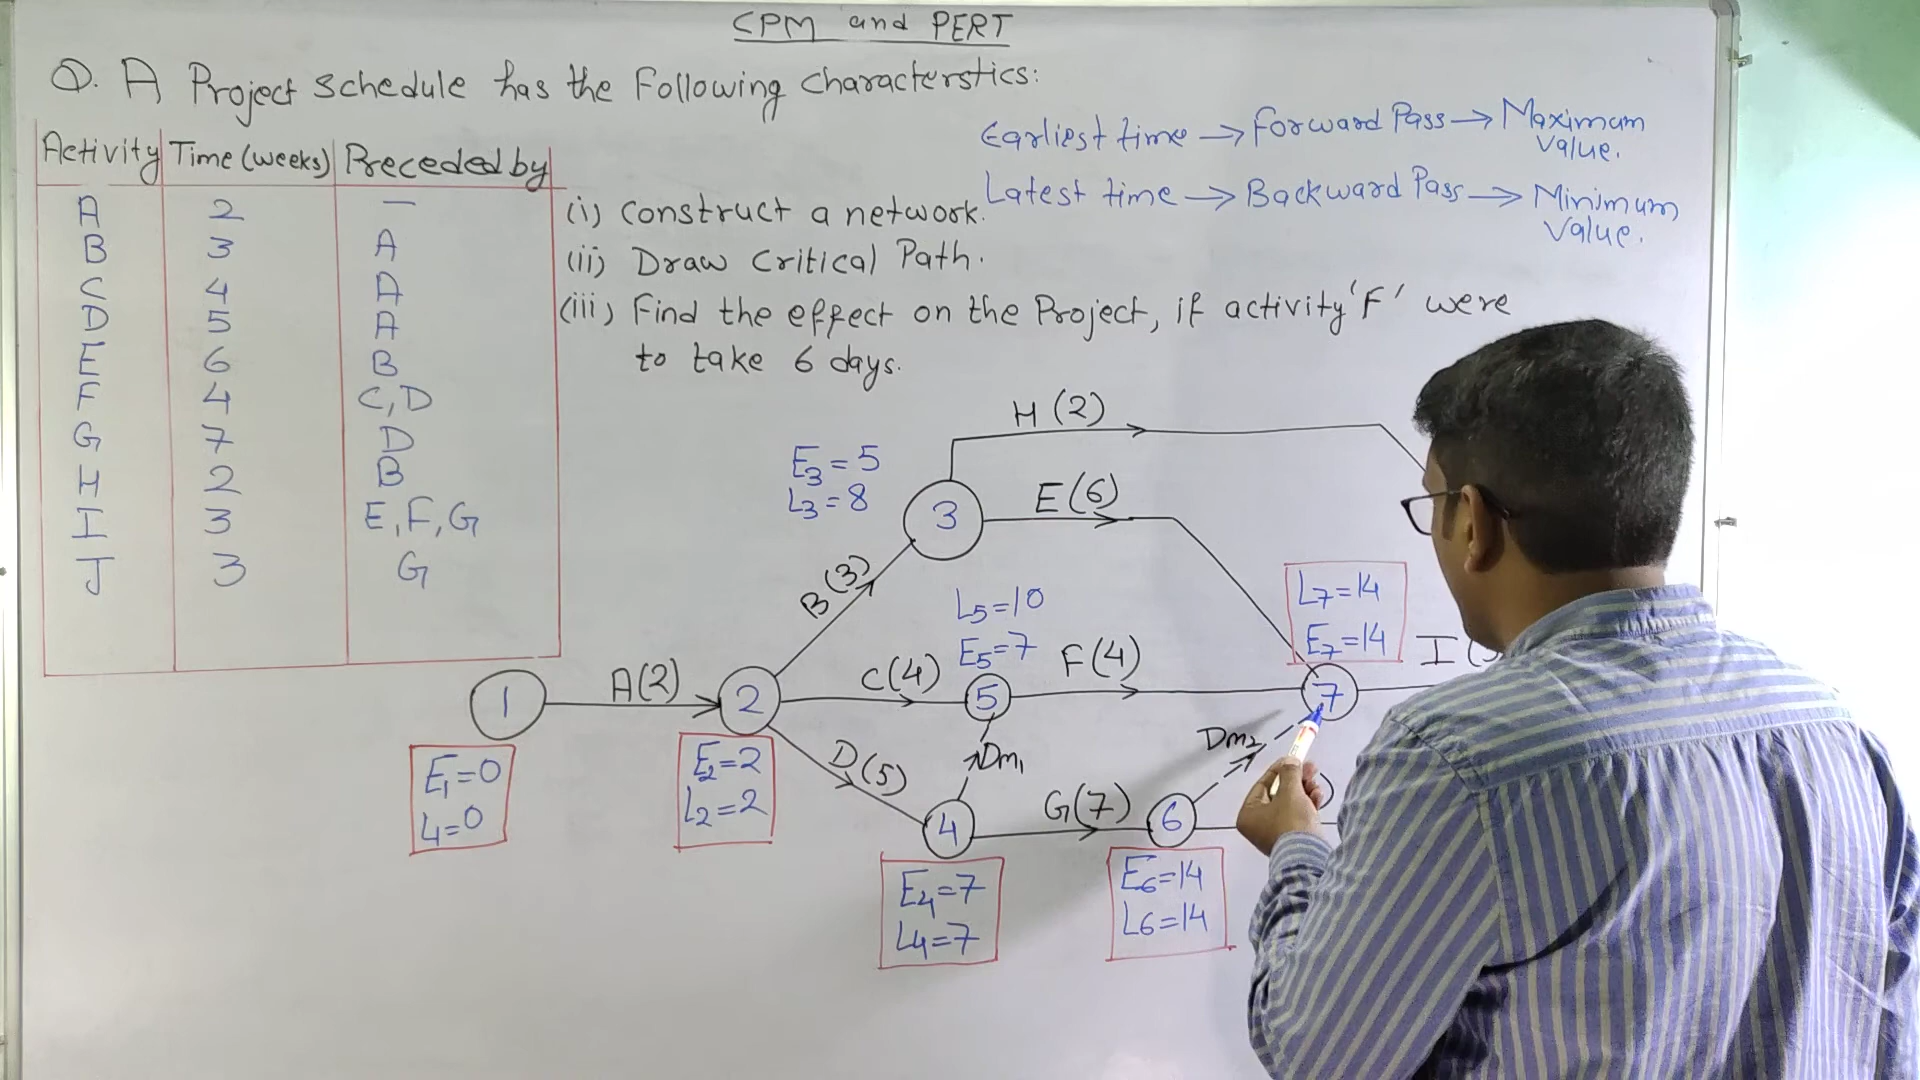 CPM and PERT
Q. A Project schedule has the Following characterstics:
Activity Time (weeks) Preceded by
A 2 —
B 3 A
C 4 A
D 5 A
E 6 B
F 4 C,D
G 7 D
H 2 B
I 3 E,F,G
J 3 G
Earliest time → Forward Pass → Maximum
Value.
Latest time → Backward Pass → Minimum
Value.
(i) Construct a network.
(ii) Draw Critical Path.
(iii) Find the effect on the Project, if activity 'F' were
to take 6 days.
H (2)
E3 = 5
L3 = 8
3
E(6)
B(3)
L5=10
E5=7
L7=14
E7=14
1
A(2)
2
C(4)
5
F(4)
7
I
E1=0
L1=0
E2=2
L2=2
D(5)
Dm1
Dm2
4
G(7)
6
E4=7
L4=7
E6=14
L6=14